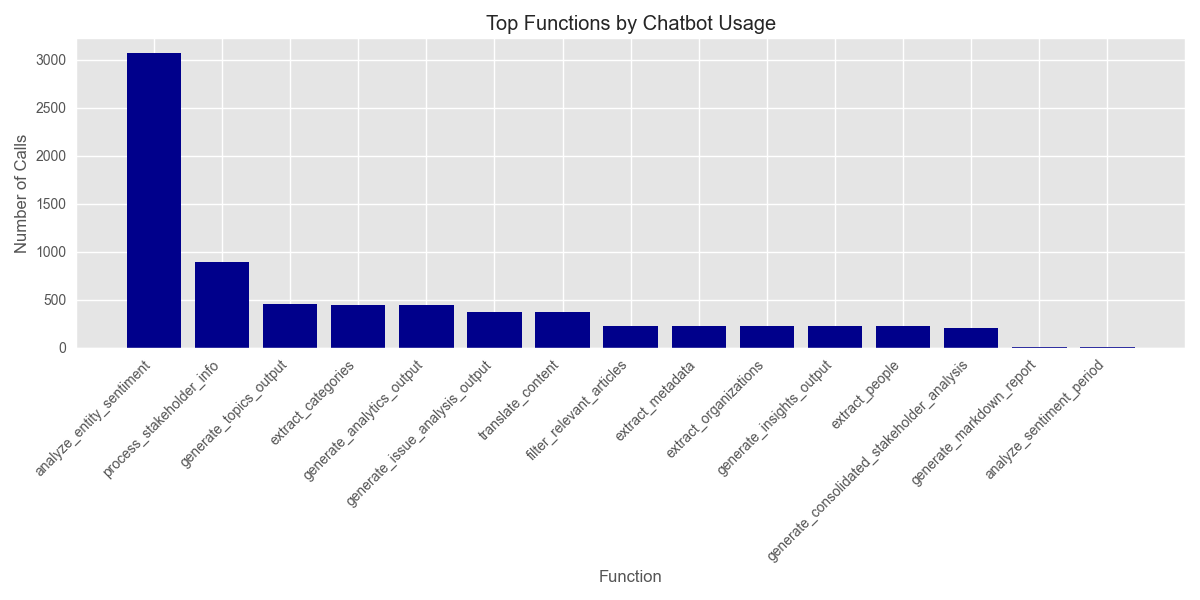 Top Functions by Chatbot Usage
3000
2500
2000
1500
1000
500
0
Number of Calls
analyze_entity_sentiment
process_stakeholder_info
generate_topics_output
extract_categories
generate_analytics_output
generate_issue_analysis_output
translate_content
filter_relevant_articles
extract_metadata
extract_organizations
generate_insights_output
extract_people
generate_consolidated_stakeholder_analysis
generate_markdown_report
analyze_sentiment_period
Function